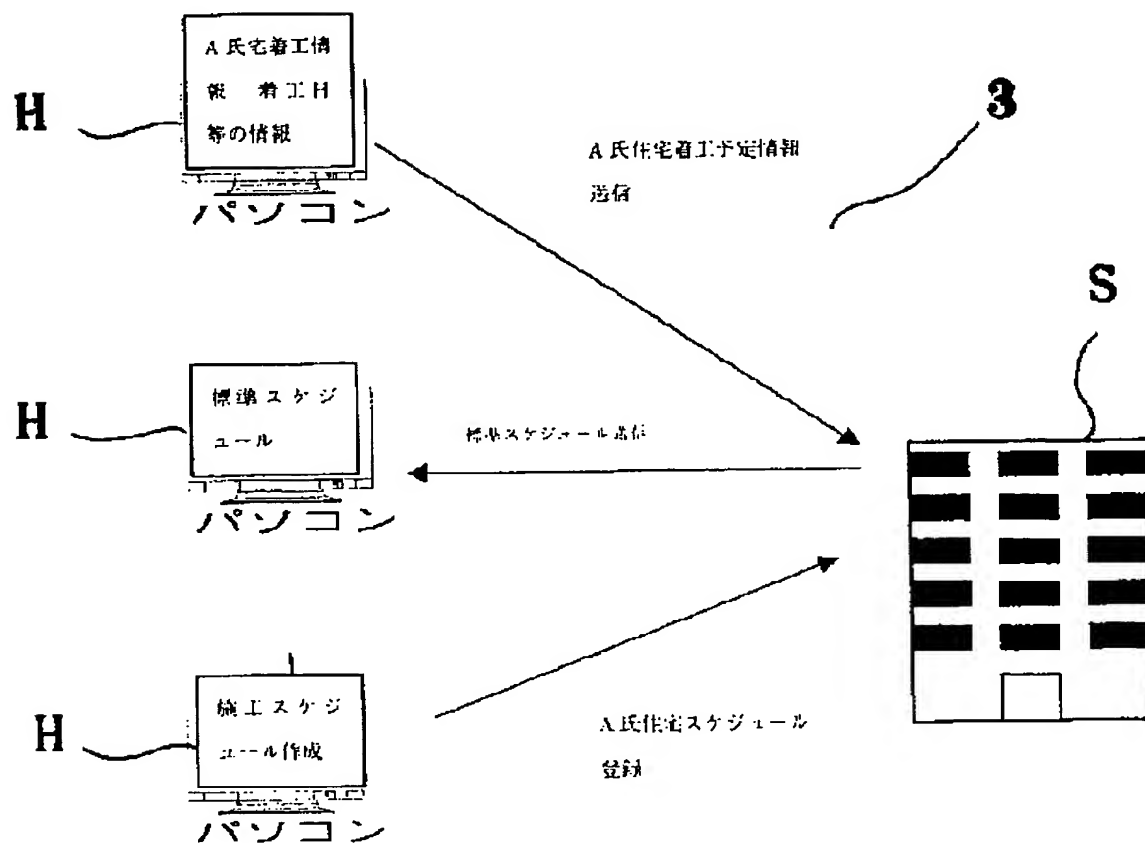 A氏宅着工情
報 着工日
等の情報
H
パソコン
3
A氏住宅着工予定情報
送信
S
標準スケジ
ュール
H
パソコン
標準スケジュール送信
施工スケジ
ュール作成
H
パソコン
A氏住宅スケジュール
登録